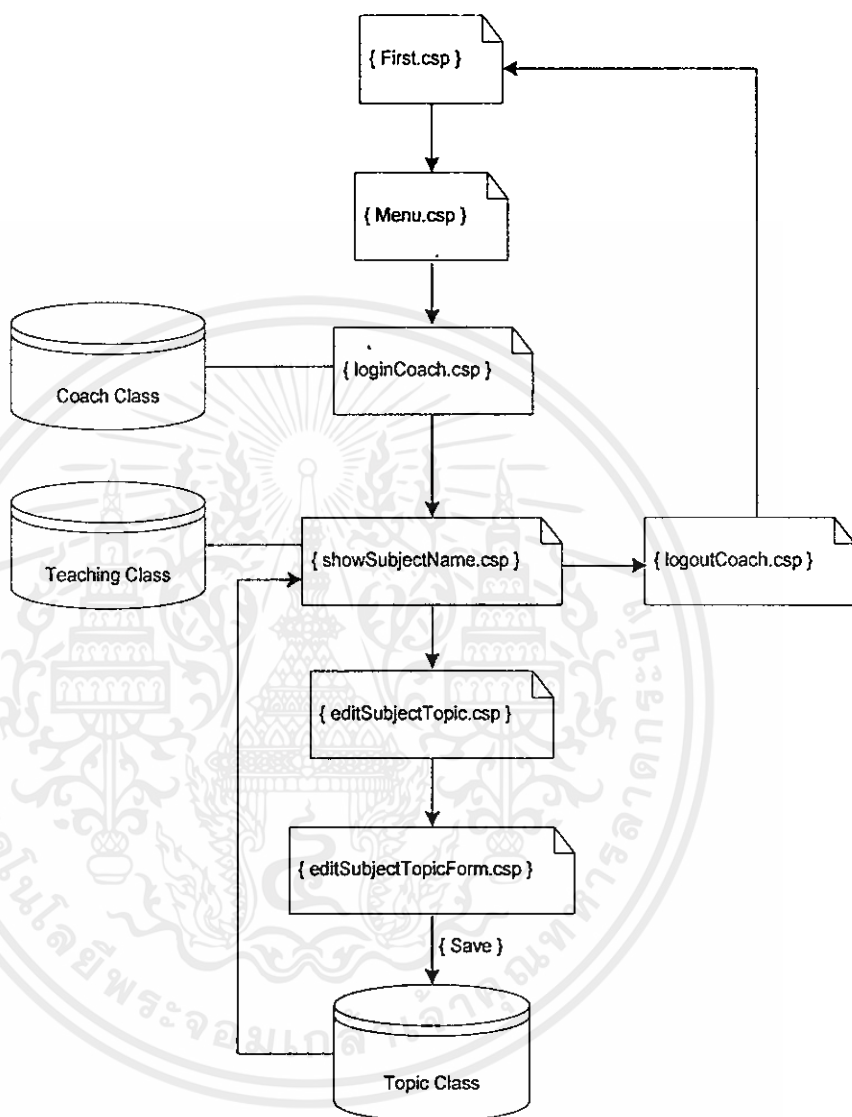 { First.csp }
{ Menu.csp }
{ loginCoach.csp }
Coach Class
{ showSubjectName.csp }
{ logoutCoach.csp }
Teaching Class
{ editSubjectTopic.csp }
{ editSubjectTopicForm.csp }
{ Save }
Topic Class